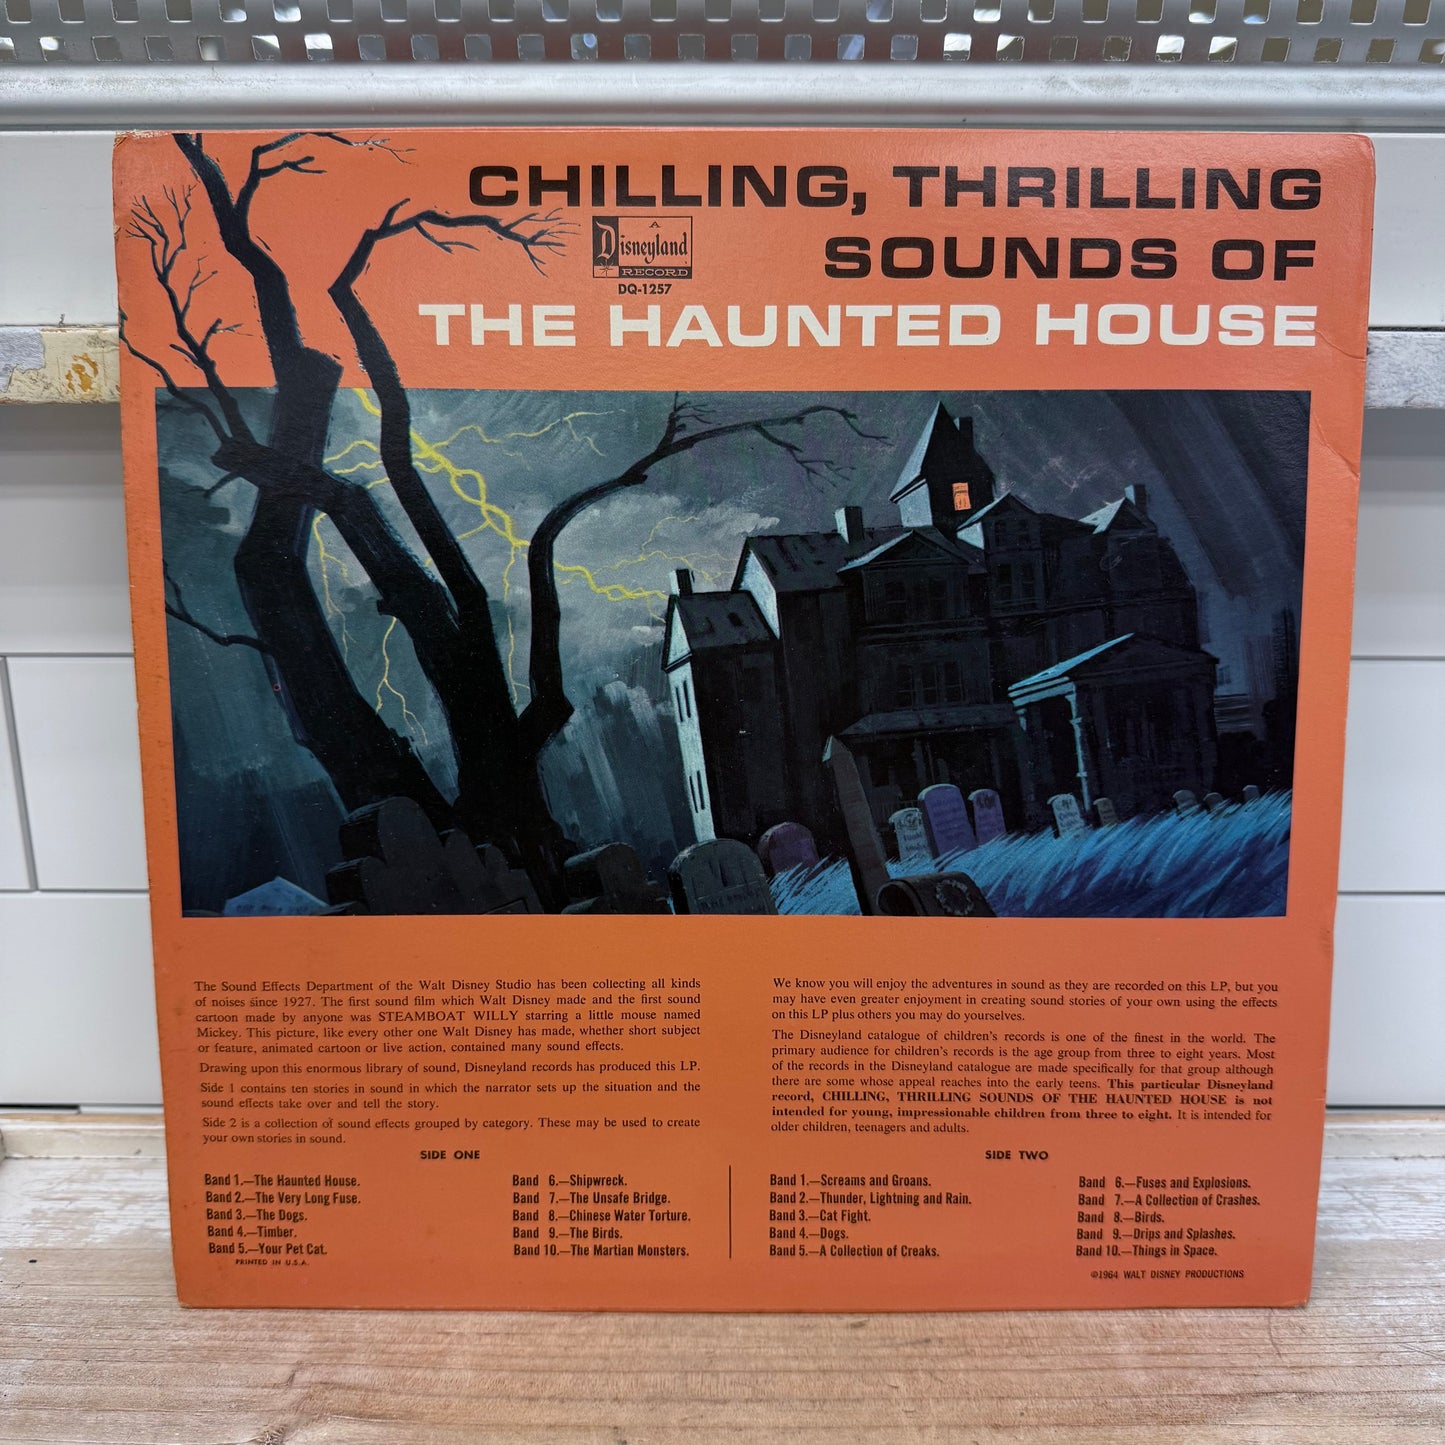 CHILLING, THRILLING
SOUNDS OF
THE HAUNTED HOUSE
A
Disneyland
RECORD
DQ-1257
The Sound Effects Department of the Walt Disney Studio has been collecting all kinds
of noises since 1927. The first sound film which Walt Disney made and the first sound
cartoon made by anyone was STEAMBOAT WILLY starring a little mouse named
Mickey. This picture, like every other one Walt Disney has made, whether short subject
or feature, animated cartoon or live action, contained many sound effects.
Drawing upon this enormous library of sound, Disneyland records has produced this LP.
Side 1 contains ten stories in sound in which the narrator sets up the situation and the
sound effects take over and tell the story.
Side 2 is a collection of sound effects grouped by category. These may be used to create
your own stories in sound.
We know you will enjoy the adventures in sound as they are recorded on this LP, but you
may have even greater enjoyment in creating sound stories of your own using the effects
on this LP plus others you may do yourselves.
The Disneyland catalogue of children's records is one of the finest in the world. The
primary audience for children's records is the age group from three to eight years. Most
of the records in the Disneyland catalogue are made specifically for that group although
there are some whose appeal reaches into the early teens. This particular Disneyland
record, CHILLING, THRILLING SOUNDS OF THE HAUNTED HOUSE is not
intended for young, impressionable children from three to eight. It is intended for
older children, teenagers and adults.
SIDE ONE
Band 1.—The Haunted House.
Band 2.—The Very Long Fuse.
Band 3.—The Dogs.
Band 4.—Timber.
Band 5.—Your Pet Cat.
PRINTED IN U.S.A.
Band 6.—Shipwreck.
Band 7.—The Unsafe Bridge.
Band 8.—Chinese Water Torture.
Band 9.—The Birds.
Band 10.—The Martian Monsters.
SIDE TWO
Band 1.—Screams and Groans.
Band 2.—Thunder, Lightning and Rain.
Band 3.—Cat Fight.
Band 4.—Dogs.
Band 5.—A Collection of Creaks.
Band 6.—Fuses and Explosions.
Band 7.—A Collection of Crashes.
Band 8.—Birds.
Band 9.—Drips and Splashes.
Band 10.—Things in Space.
©1964 WALT DISNEY PRODUCTIONS